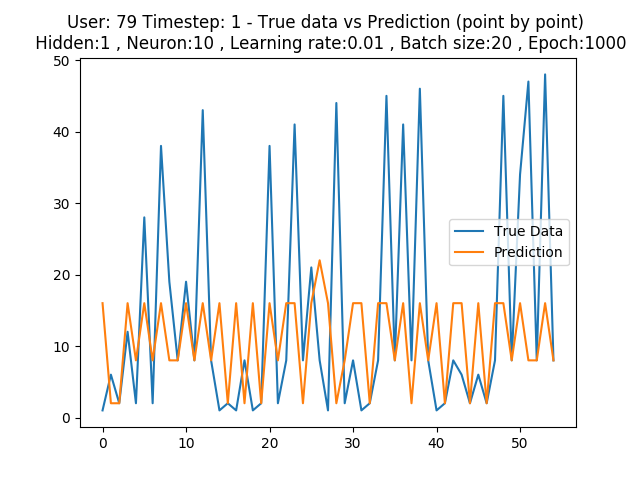 User: 79 Timestep: 1 - True data vs Prediction (point by point)
Hidden:1 , Neuron:10 , Learning rate:0.01 , Batch size:20 , Epoch:1000
50
40
30
20
10
0
True Data
Prediction
0 10 20 30 40 50